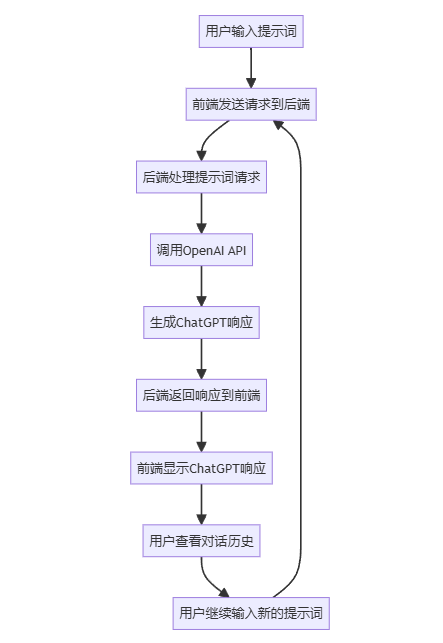 用户输入提示词
前端发送请求到后端
后端处理提示词请求
调用OpenAI API
生成ChatGPT响应
后端返回响应到前端
前端显示ChatGPT响应
用户查看对话历史
用户继续输入新的提示词